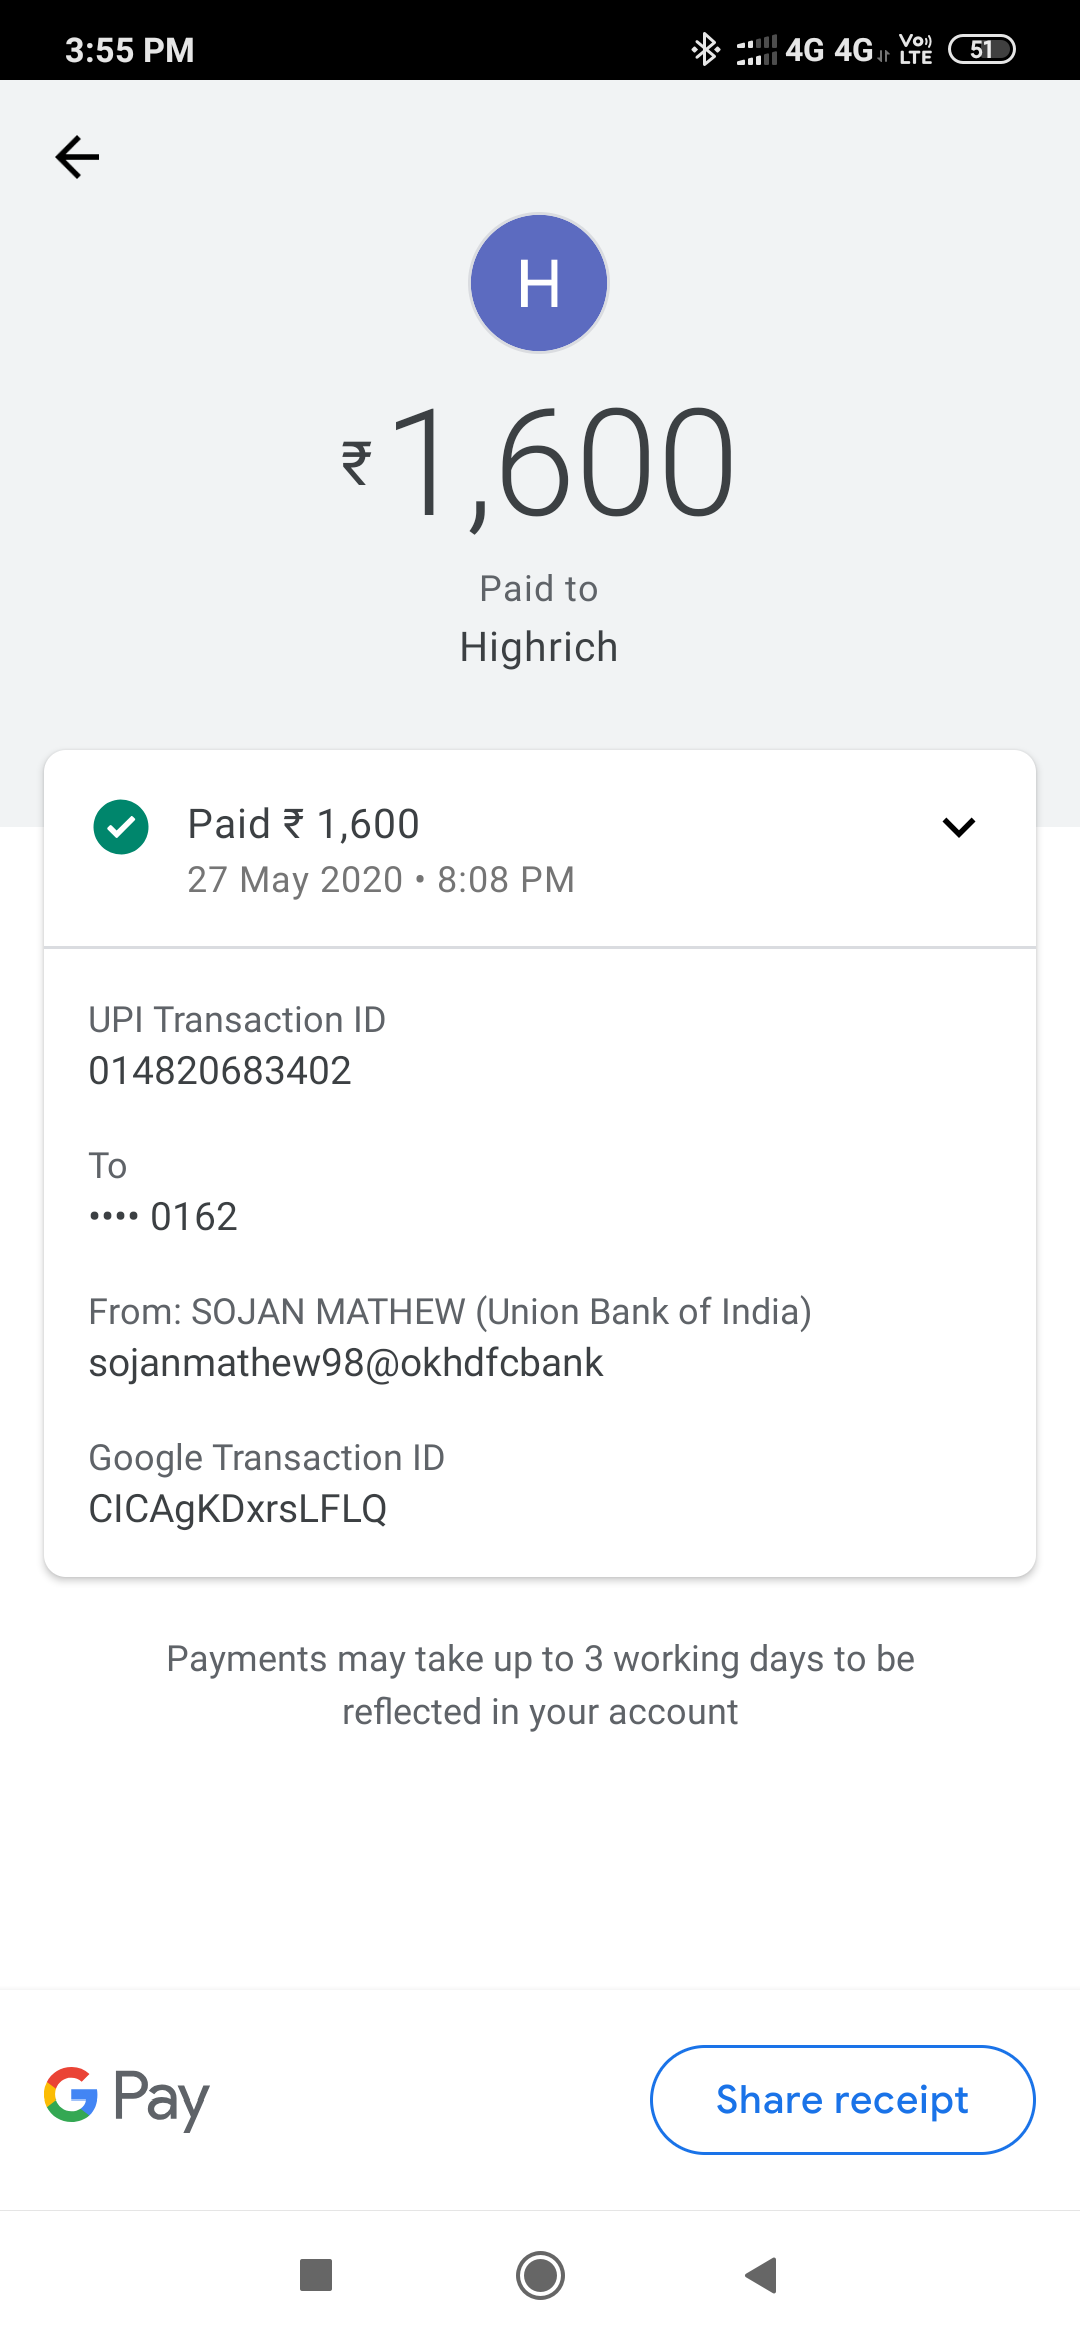 3:55 PM 4G 4G Vo) LTE 51
H
₹1,600
Paid to
Highrich
Paid ₹ 1,600
27 May 2020 • 8:08 PM
UPI Transaction ID
014820683402
To
•••• 0162
From: SOJAN MATHEW (Union Bank of India)
sojanmathew98@okhdfcbank
Google Transaction ID
CICAgKDxrsLFLQ
Payments may take up to 3 working days to be
reflected in your account
G Pay
Share receipt